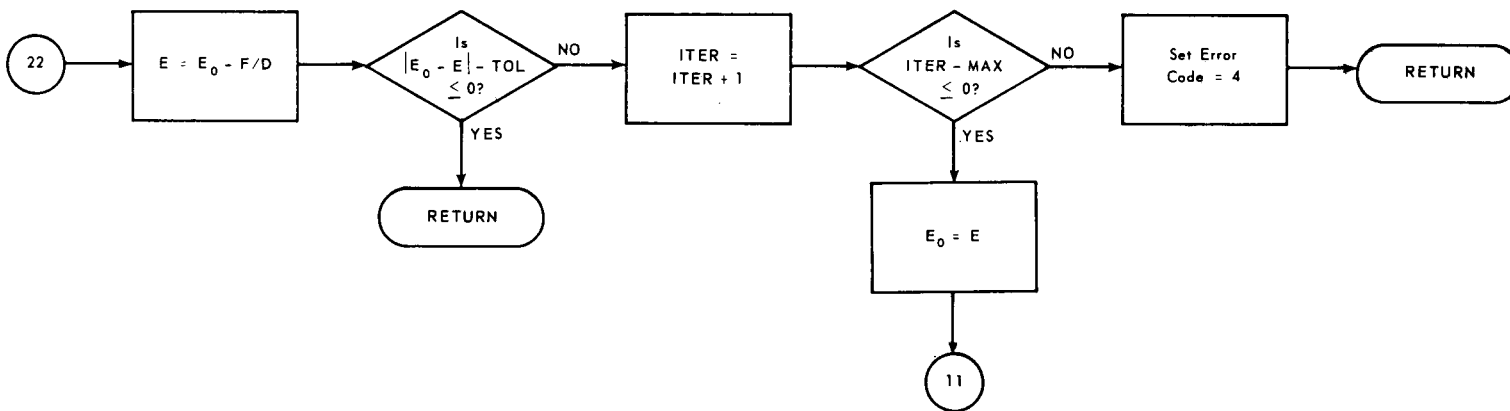 22
E = E₀ - F/D
Is
|E₀ - E| - TOL
≤ 0?
NO
YES
RETURN
ITER =
ITER + 1
Is
ITER - MAX
≤ 0?
NO
YES
E₀ = E
11
Set Error
Code = 4
RETURN